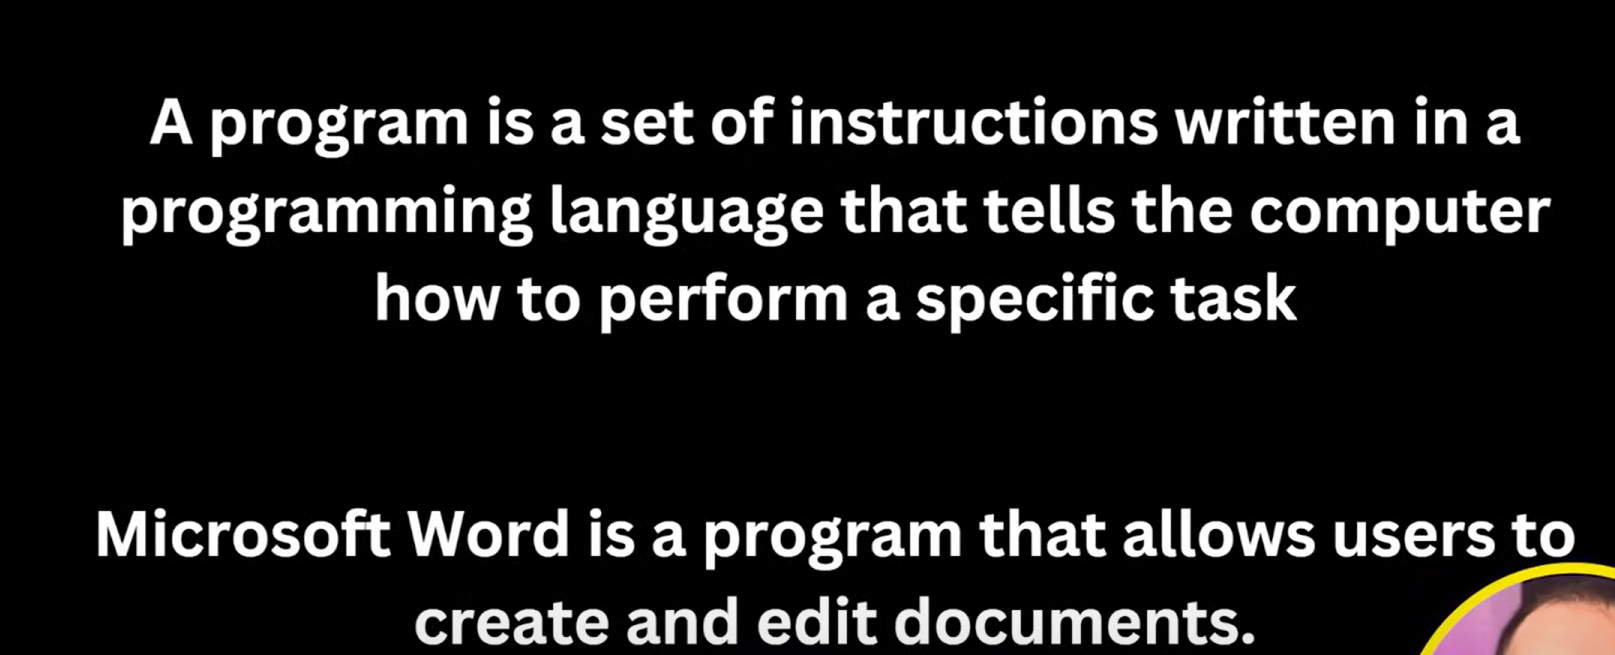 A program is a set of instructions written in a
programming language that tells the computer
how to perform a specific task
Microsoft Word is a program that allows users to
create and edit documents.